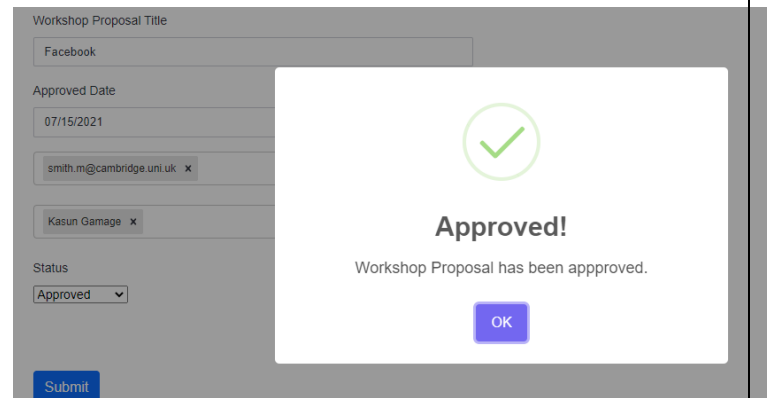 Workshop Proposal Title
Facebook
Approved Date
07/15/2021
smith.m@cambridge.uni.uk x
Kasun Gamage x
Status
Approved
Submit
Approved!
Workshop Proposal has been appproved.
OK